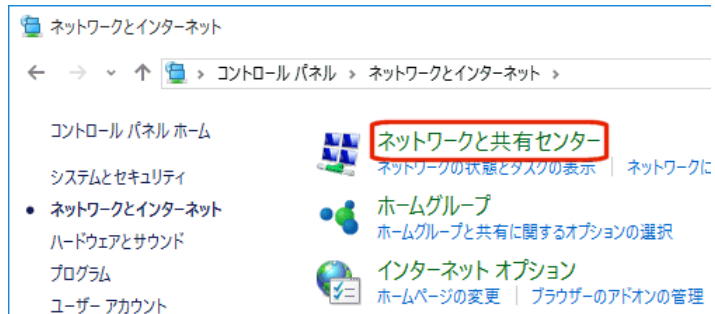 ネットワークとインターネット
コントロール パネル › ネットワークとインターネット ›
コントロール パネル ホーム
システムとセキュリティ
• ネットワークとインターネット
ハードウェアとサウンド
プログラム
ユーザー アカウント
ネットワークと共有センター
ネットワークの状態とタスクの表示 | ネットワークに
ホームグループ
ホームグループと共有に関するオプションの選択
インターネット オプション
ホームページの変更 | ブラウザーのアドオンの管理